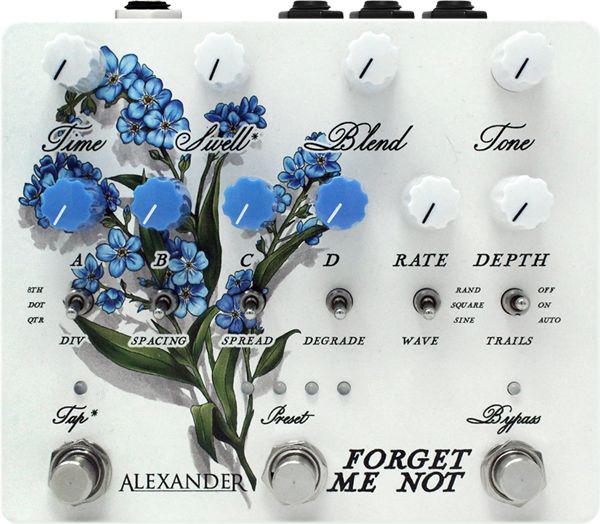 Time Swell* Blend Tone
A B C D RATE DEPTH
8TH RAND OFF
DOT SQUARE ON
QTR SINE AUTO
DIV SPACING SPREAD DEGRADE WAVE TRAILS
Tap* Preset Bypass
FORGET
ALEXANDER ME NOT